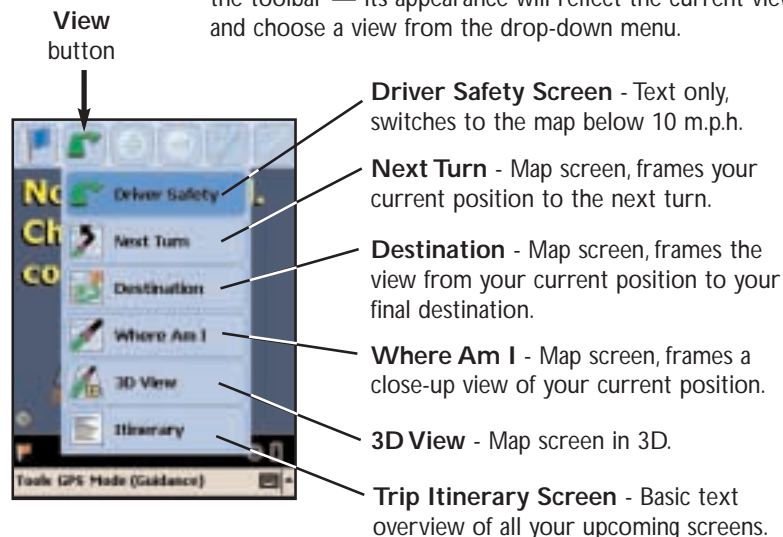 the toolbar — its appearance will reflect the current view
and choose a view from the drop-down menu.
View
button
Driver Safety Screen - Text only,
switches to the map below 10 m.p.h.
Next Turn - Map screen, frames your
current position to the next turn.
Destination - Map screen, frames the
view from your current position to your
final destination.
Where Am I - Map screen, frames a
close-up view of your current position.
3D View - Map screen in 3D.
Trip Itinerary Screen - Basic text
overview of all your upcoming screens.
Driver Safety
Next Turn
Destination
Where Am I
3D View
Itinerary
Tools GPS Mode (Guidance)